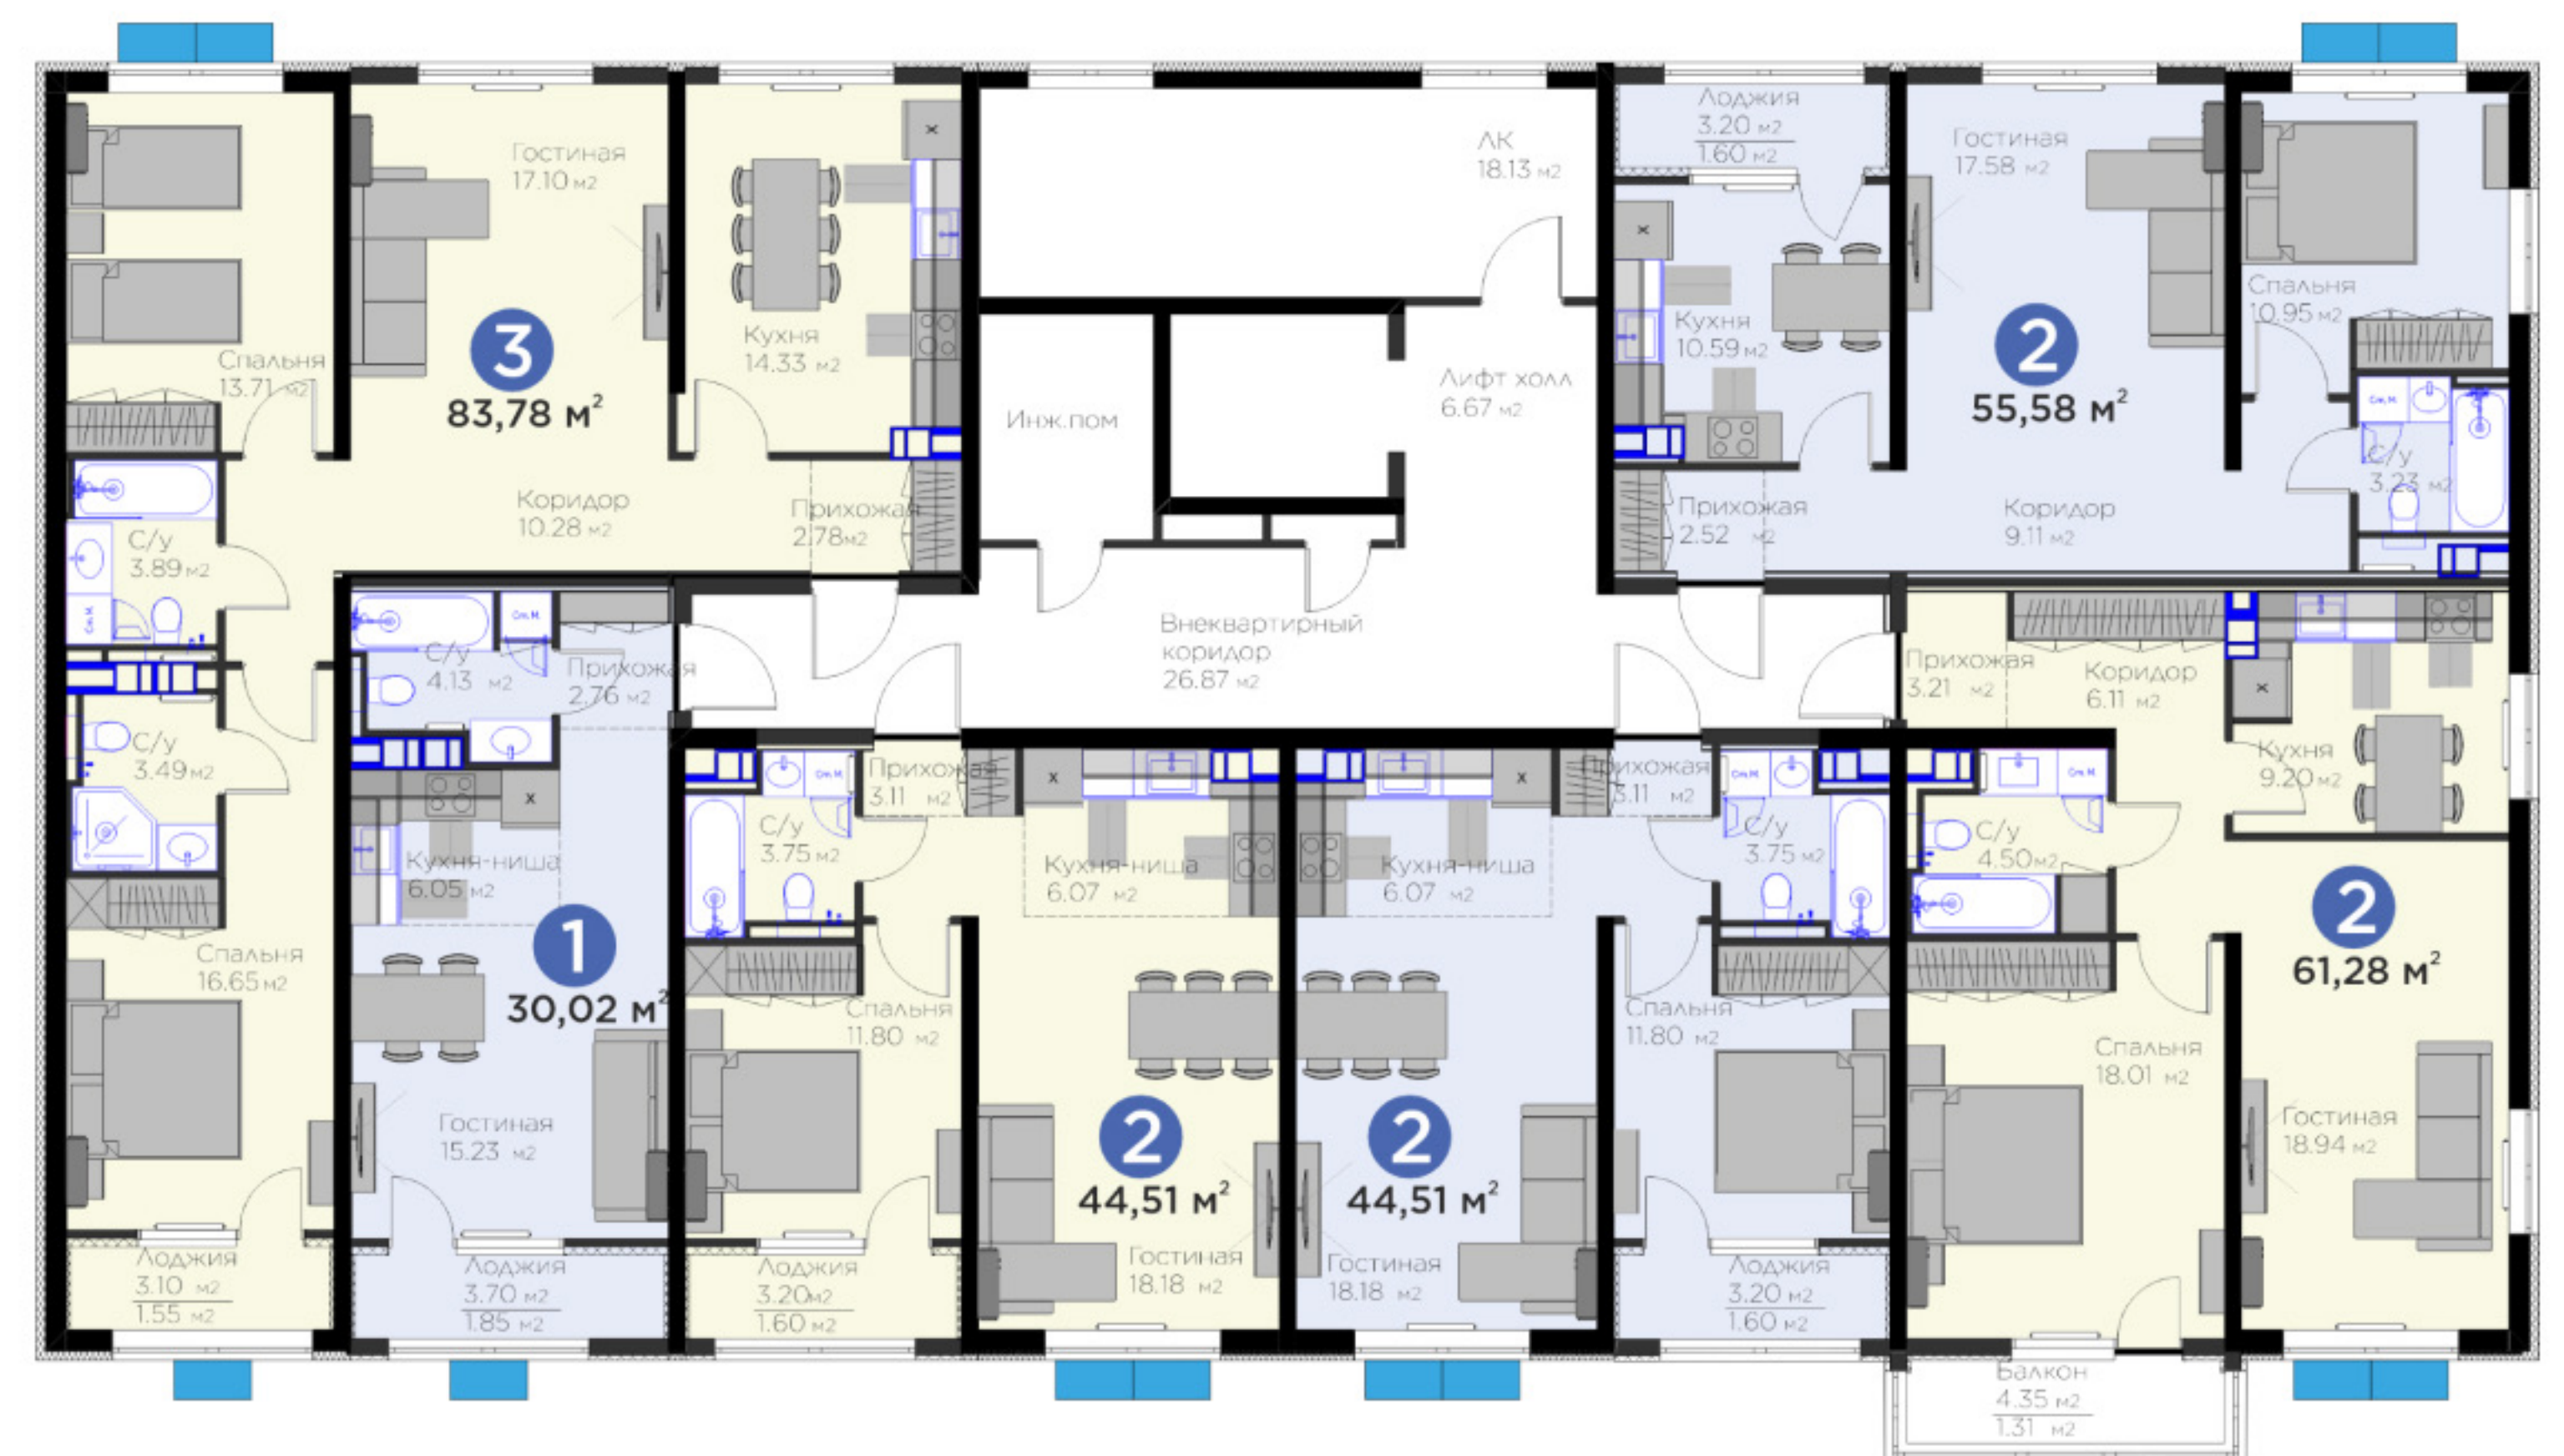 Спальня
13.71 м2
Гостиная
17.10 м2
3
83,78 м²
Кухня
14.33 м2
Коридор
10.28 м2
Прихожая
2.78м2
С/у
3.89 м2
Ст.М.
С/у
3.49м2
Спальня
16.65 м2
Лоджия
3.10 м2
1.55 м2
С/у
4.13 м2
Ст.М.
Прихожая
2.76 м2
Кухня-ниша
6.05 м2
1
30,02 м²
Гостиная
15.23 м2
Лоджия
3.70 м2
1.85 м2
ЛК
18.13 м2
Инж.пом
Лифт холл
6.67 м2
Внеквартирный
коридор
26.87 м2
Ст.М.
С/у
3.75 м2
Прихожая
3.11 м2
Кухня-ниша
6.07 м2
Спальня
11.80 м2
2
44,51 м²
Гостиная
18.18 м2
Лоджия
3.20м2
1.60 м2
Кухня-ниша
6.07 м2
Прихожая
3.11 м2
Ст.М.
С/у
3.75 м2
Спальня
11.80 м2
2
44,51 м²
Гостиная
18.18 м2
Лоджия
3.20 м2
1.60 м2
Лоджия
3.20 м2
1.60 м2
Кухня
10.59 м2
Гостиная
17.58 м2
2
55,58 м²
Спальня
10.95 м2
Ст.М.
С/у
3.23 м2
Прихожая
2.52 м2
Коридор
9.11 м2
Прихожая
3.21 м2
Коридор
6.11 м2
Кухня
9.20 м2
Ст.М.
С/у
4.50м2
2
61,28 м²
Спальня
18.01 м2
Гостиная
18.94 м2
Балкон
4.35 м2
1.31 м2